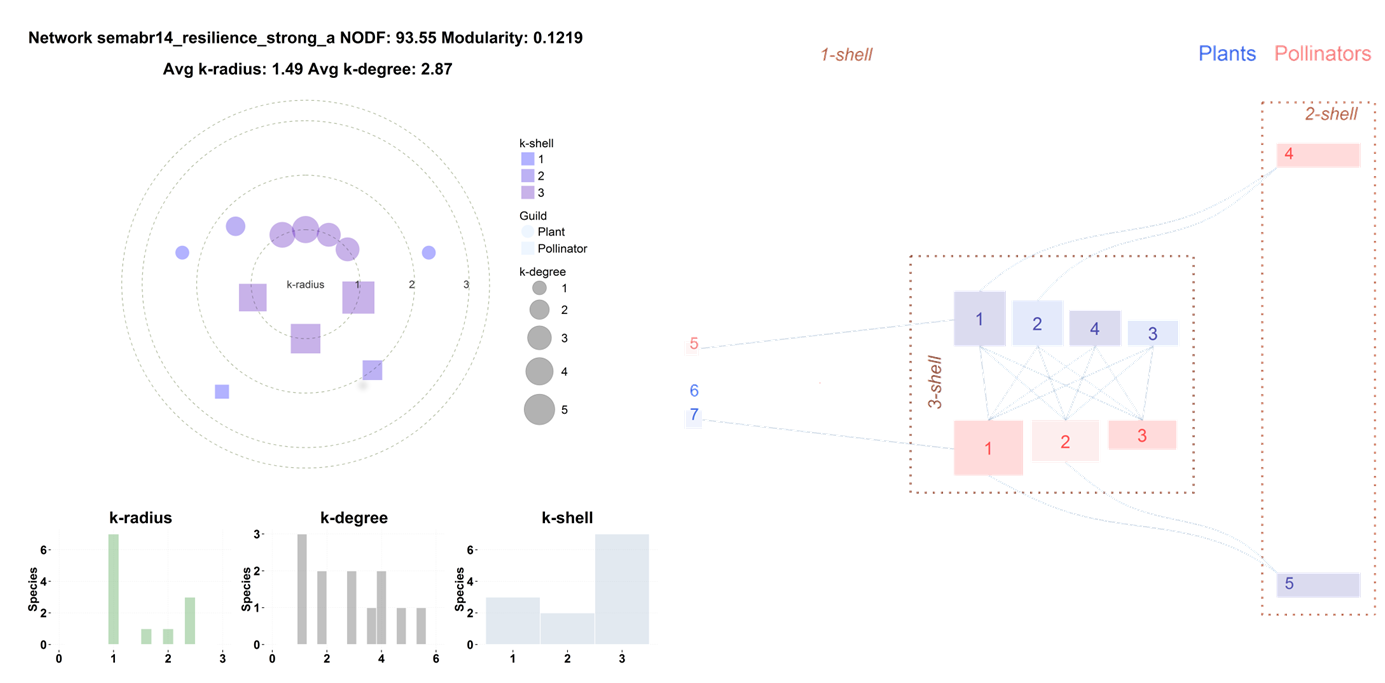 Network semabr14_resilience_strong_a NODF: 93.55 Modularity: 0.1219
Avg k-radius: 1.49 Avg k-degree: 2.87
k-radius
1
2
3
k-shell
1
2
3
Guild
Plant
Pollinator
k-degree
1
2
3
4
5
k-radius
Species
6
4
2
0
0
1
2
3
k-degree
Species
3
2
1
0
0
2
4
6
k-shell
Species
6
4
2
0
1
2
3
1-shell
Plants Pollinators
2-shell
4
5
6
7
3-shell
1
2
4
3
1
2
3
5